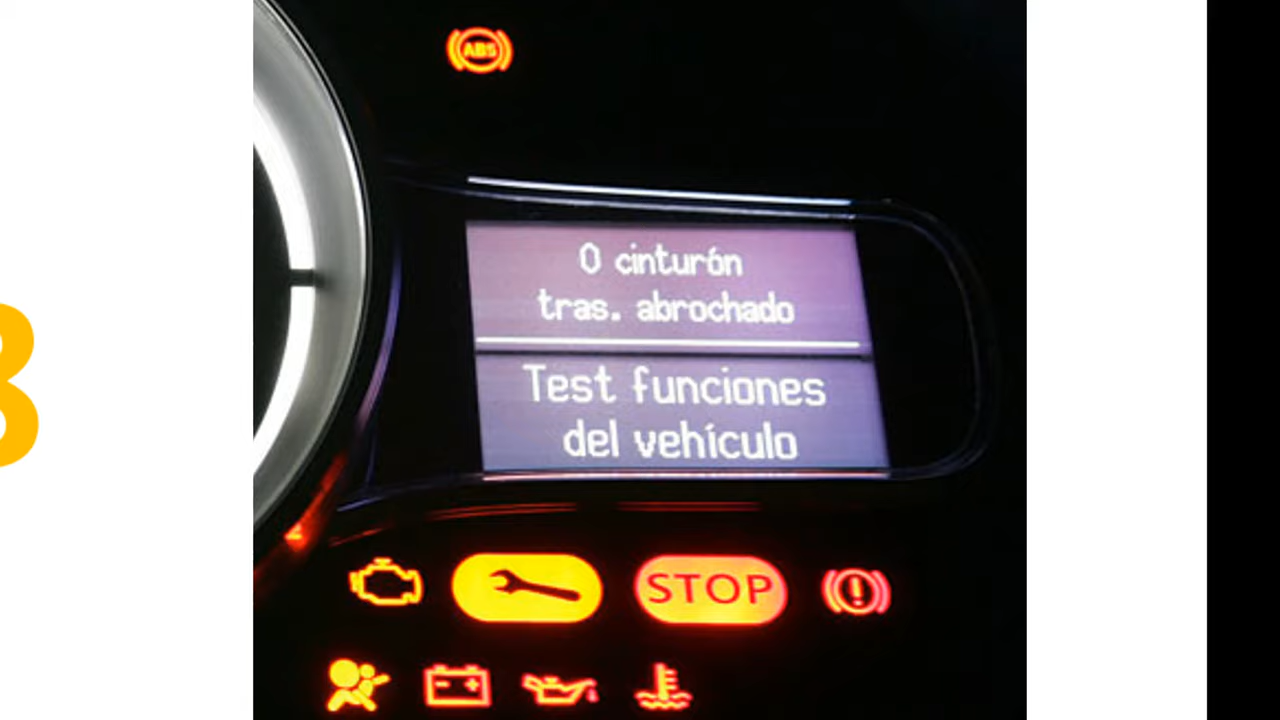 ABS
0 cinturón
tras. abrochado
Test funciones
del vehículo
STOP